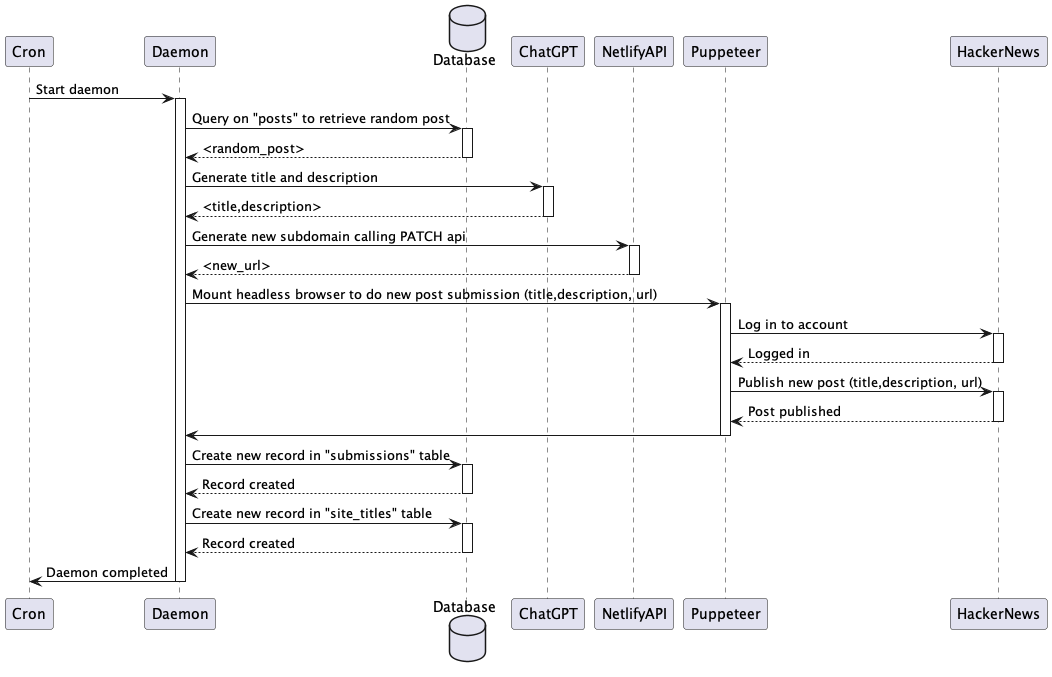 Cron
Daemon
Database
ChatGPT
NetlifyAPI
Puppeteer
HackerNews
Start daemon
Query on "posts" to retrieve random post
<random_post>
Generate title and description
<title,description>
Generate new subdomain calling PATCH api
<new_url>
Mount headless browser to do new post submission (title,description, url)
Log in to account
Logged in
Publish new post (title,description, url)
Post published
Create new record in "submissions" table
Record created
Create new record in "site_titles" table
Record created
Daemon completed
Cron
Daemon
Database
ChatGPT
NetlifyAPI
Puppeteer
HackerNews